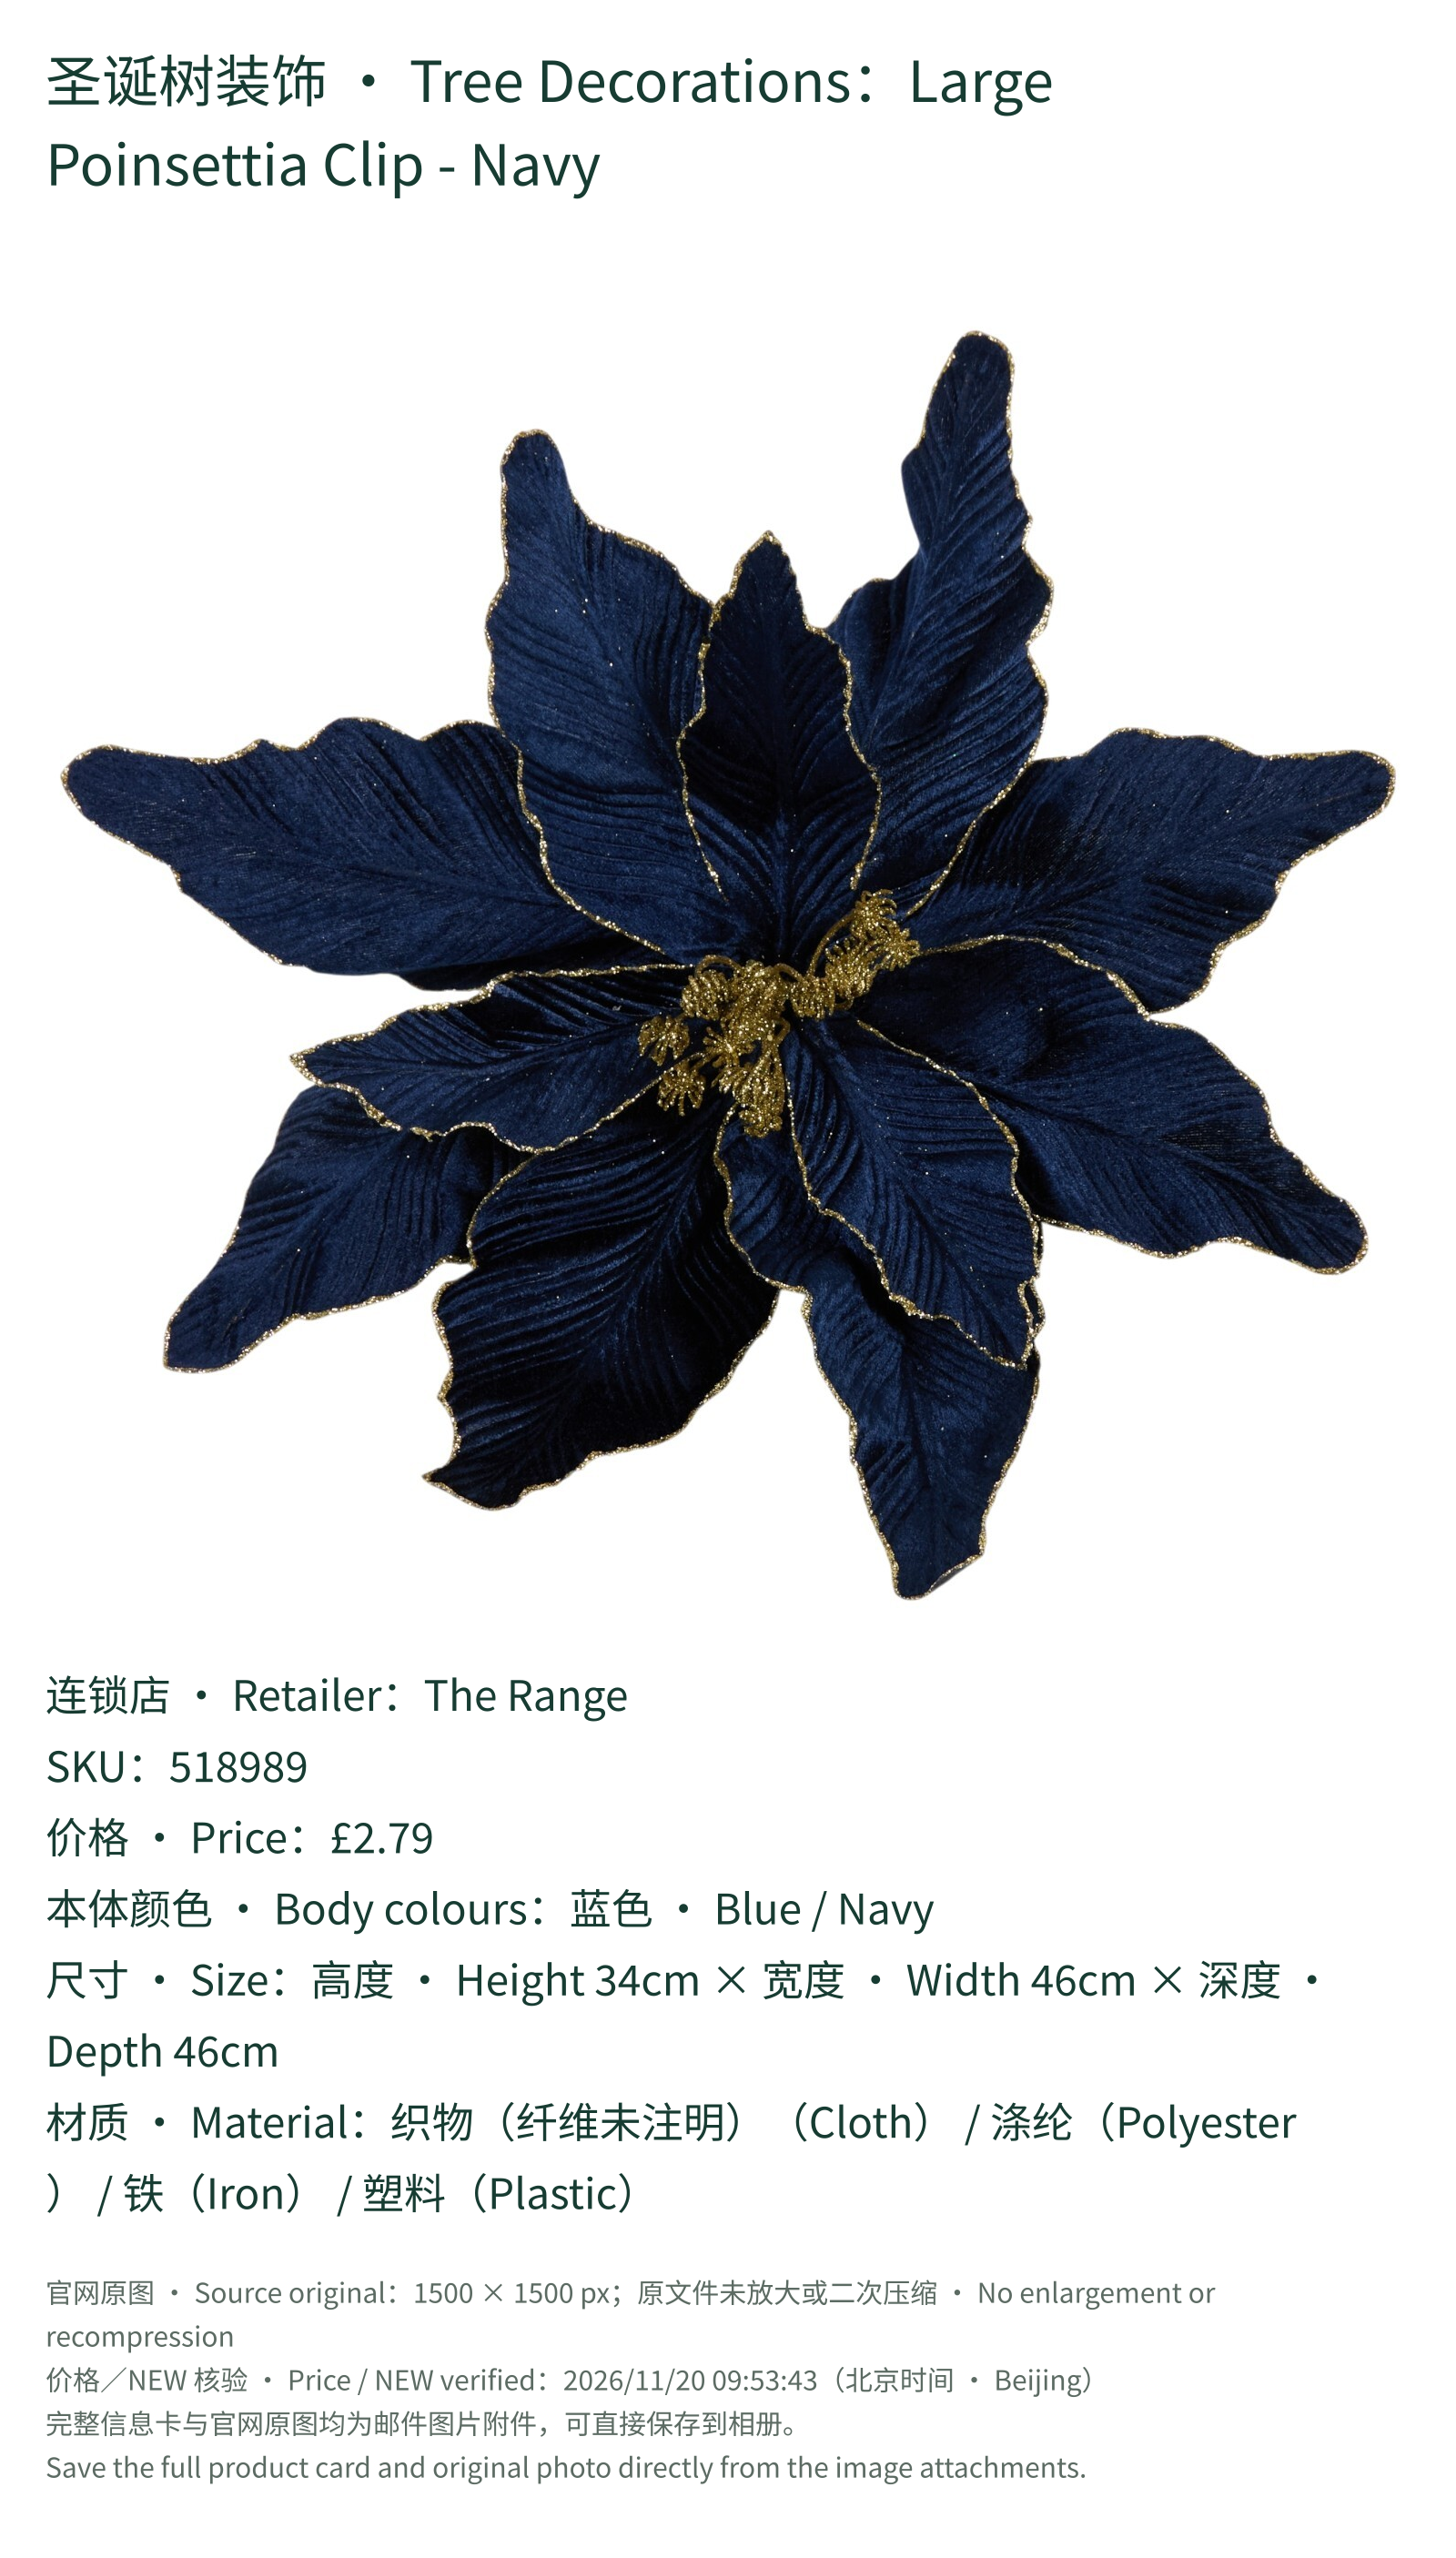 圣诞树装饰 · Tree Decorations：Large
Poinsettia Clip - Navy
连锁店 · Retailer：The Range
SKU：518989
价格 · Price：£2.79
本体颜色 · Body colours：蓝色 · Blue / Navy
尺寸 · Size：高度 · Height 34cm × 宽度 · Width 46cm × 深度 ·
Depth 46cm
材质 · Material：织物（纤维未注明）（Cloth） / 涤纶（Polyester
） / 铁（Iron） / 塑料（Plastic）
官网原图 · Source original：1500 × 1500 px；原文件未放大或二次压缩 · No enlargement or
recompression
价格／NEW 核验 · Price / NEW verified：2026/11/20 09:53:43（北京时间 · Beijing）
完整信息卡与官网原图均为邮件图片附件，可直接保存到相册。
Save the full product card and original photo directly from the image attachments.